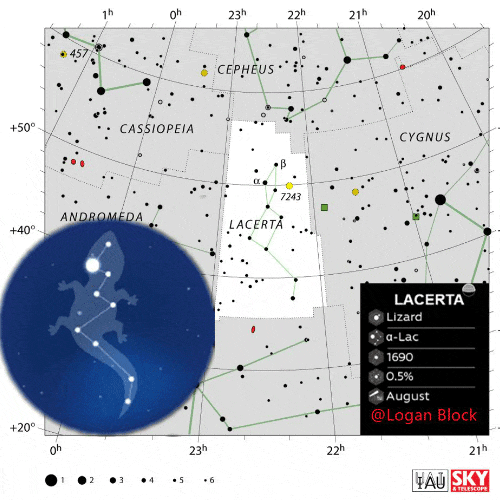 1h 0h 23h 22h 21h 20h
457
CEPHEUS
+50°
CASSIOPEIA
CYGNUS
β
α
7243
ANDROMEDA
+40°
LACERTA
LACERTA
Lizard
α-Lac
1690
0.5%
August
@Logan Block
+20°
0h 23h 22h 21h
1 2 3 4 5 6
IAU SKY
& TELESCOPE